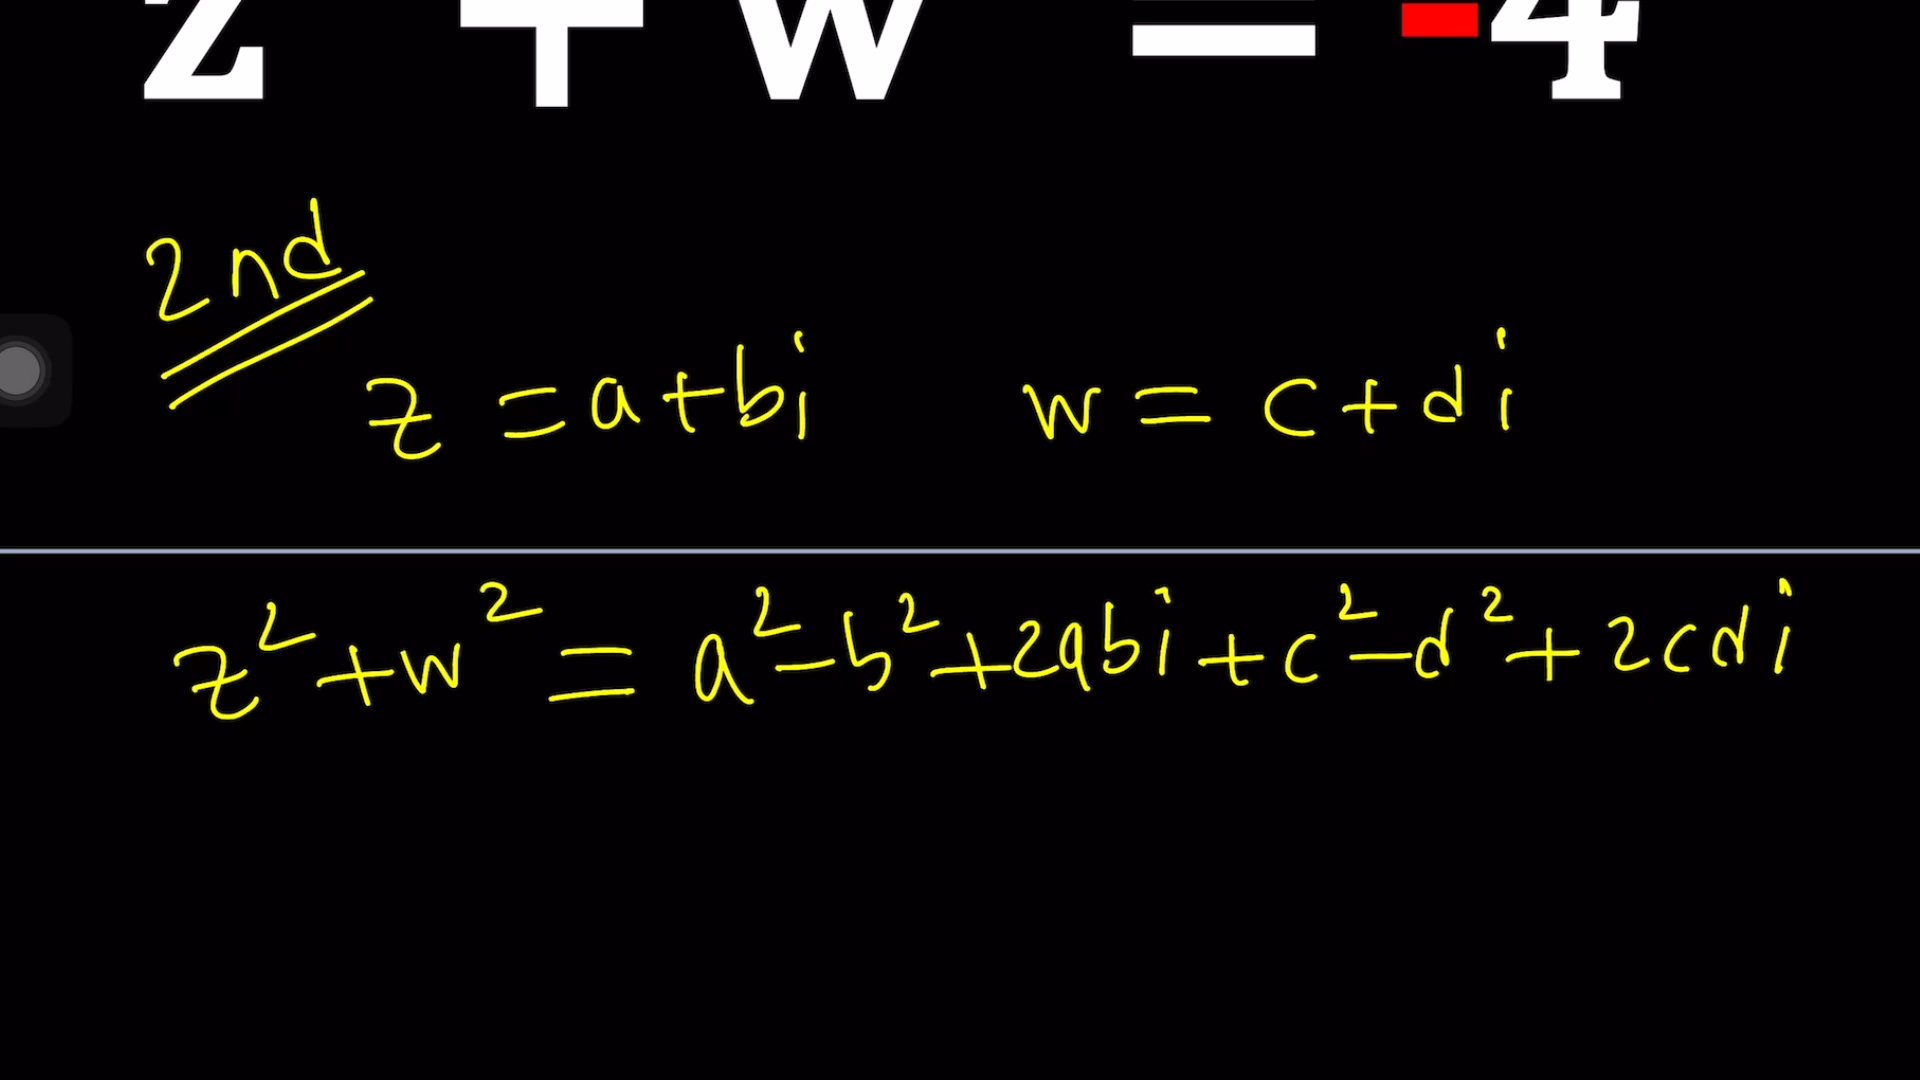 z + w = -4
2nd
z = a+bi w = c+di
z²+w² = a²-b²+2abi+c²-d²+2cdi